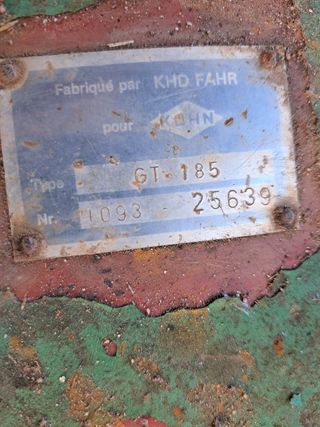 Fabriqué par KHD FAHR
pour KUHN
Type GT 185
Nr. 1093 25639